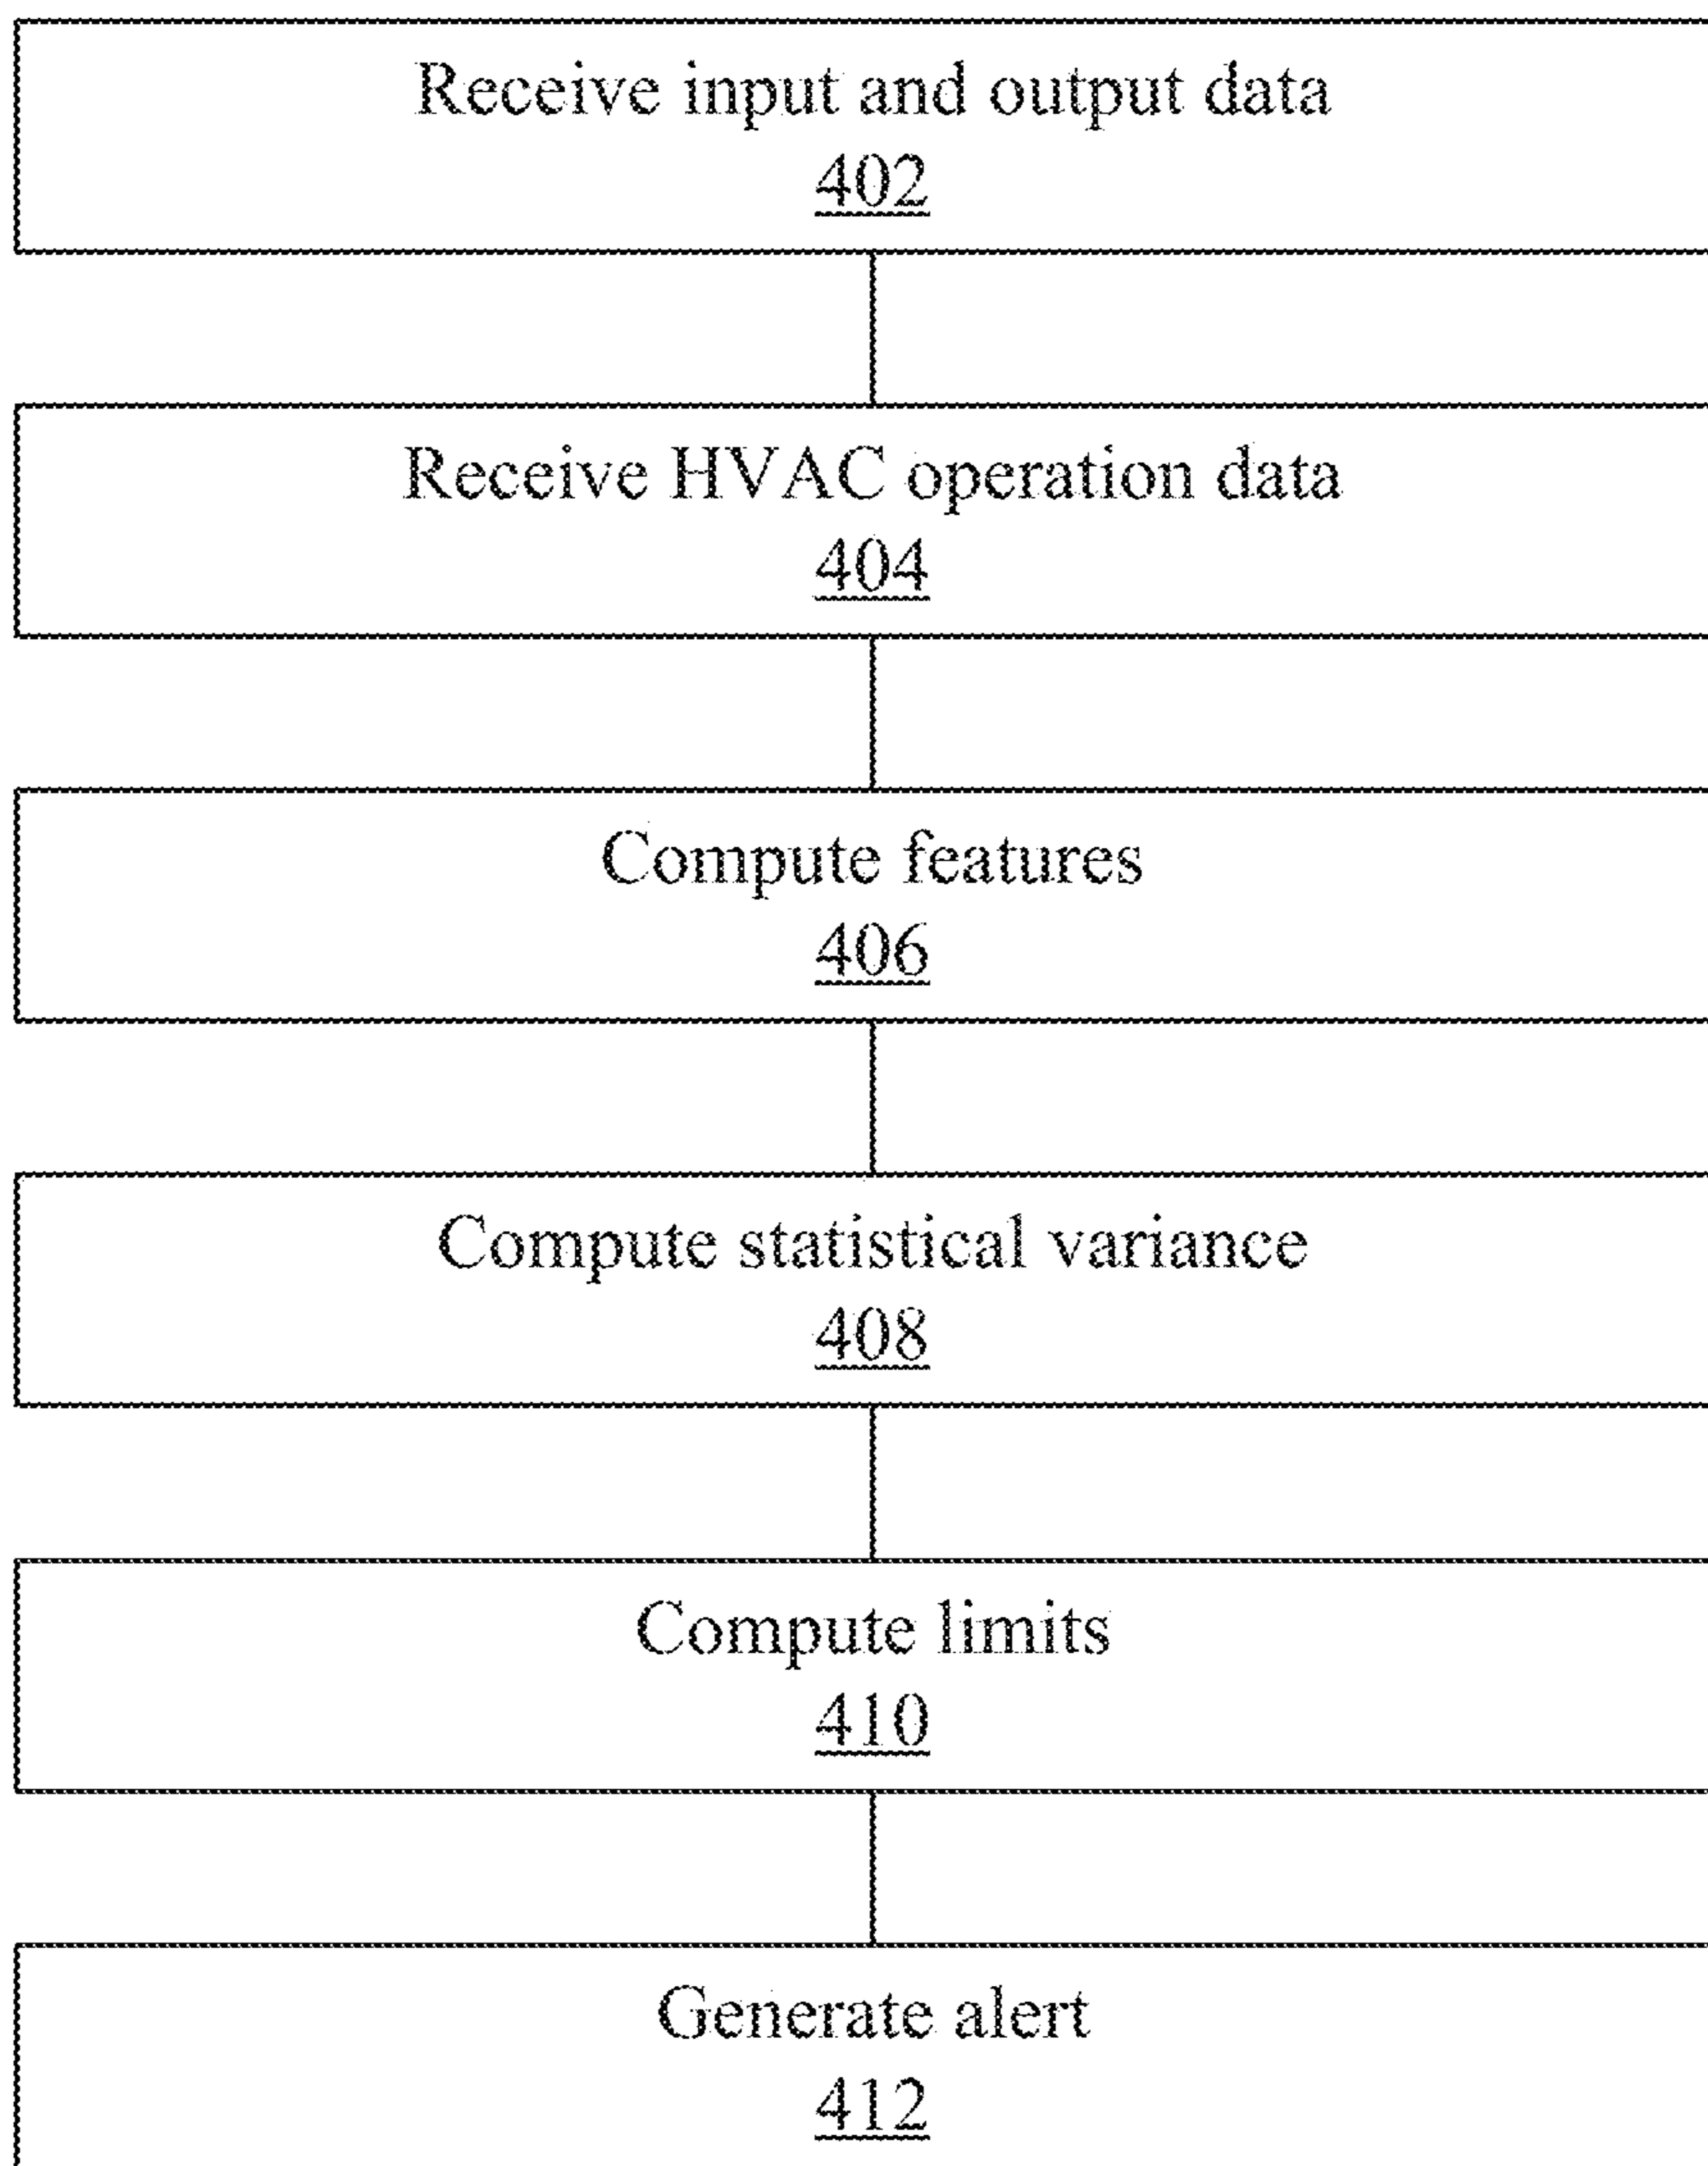 Receive input and output data
402
Receive HVAC operation data
404
Compute features
406
Compute statistical variance
408
Compute limits
410
Generate alert
412